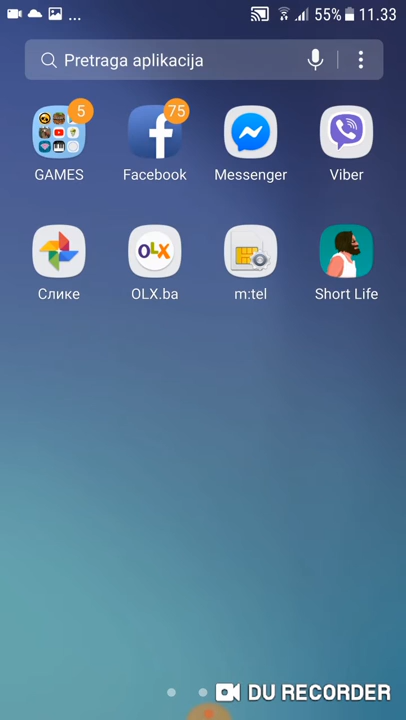 ... 55% 11.33
Pretraga aplikacija
5 75
GAMES Facebook Messenger Viber
OLX
Слике OLX.ba m:tel Short Life
DU RECORDER